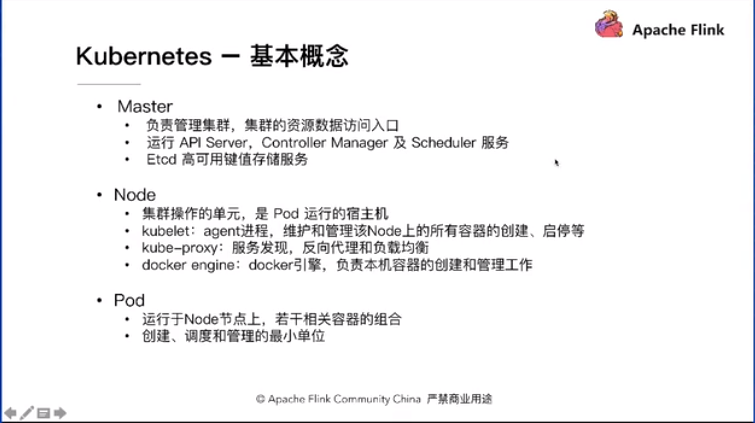 Apache Flink
Kubernetes — 基本概念
• Master
• 负责管理集群，集群的资源数据访问入口
• 运行 API Server，Controller Manager 及 Scheduler 服务
• Etcd 高可用键值存储服务
• Node
• 集群操作的单元，是 Pod 运行的宿主机
• kubelet：agent进程，维护和管理该Node上的所有容器的创建、启停等
• kube-proxy：服务发现，反向代理和负载均衡
• docker engine：docker引擎，负责本机容器的创建和管理工作
• Pod
• 运行于Node节点上，若干相关容器的组合
• 创建、调度和管理的最小单位
© Apache Flink Community China 严禁商业用途